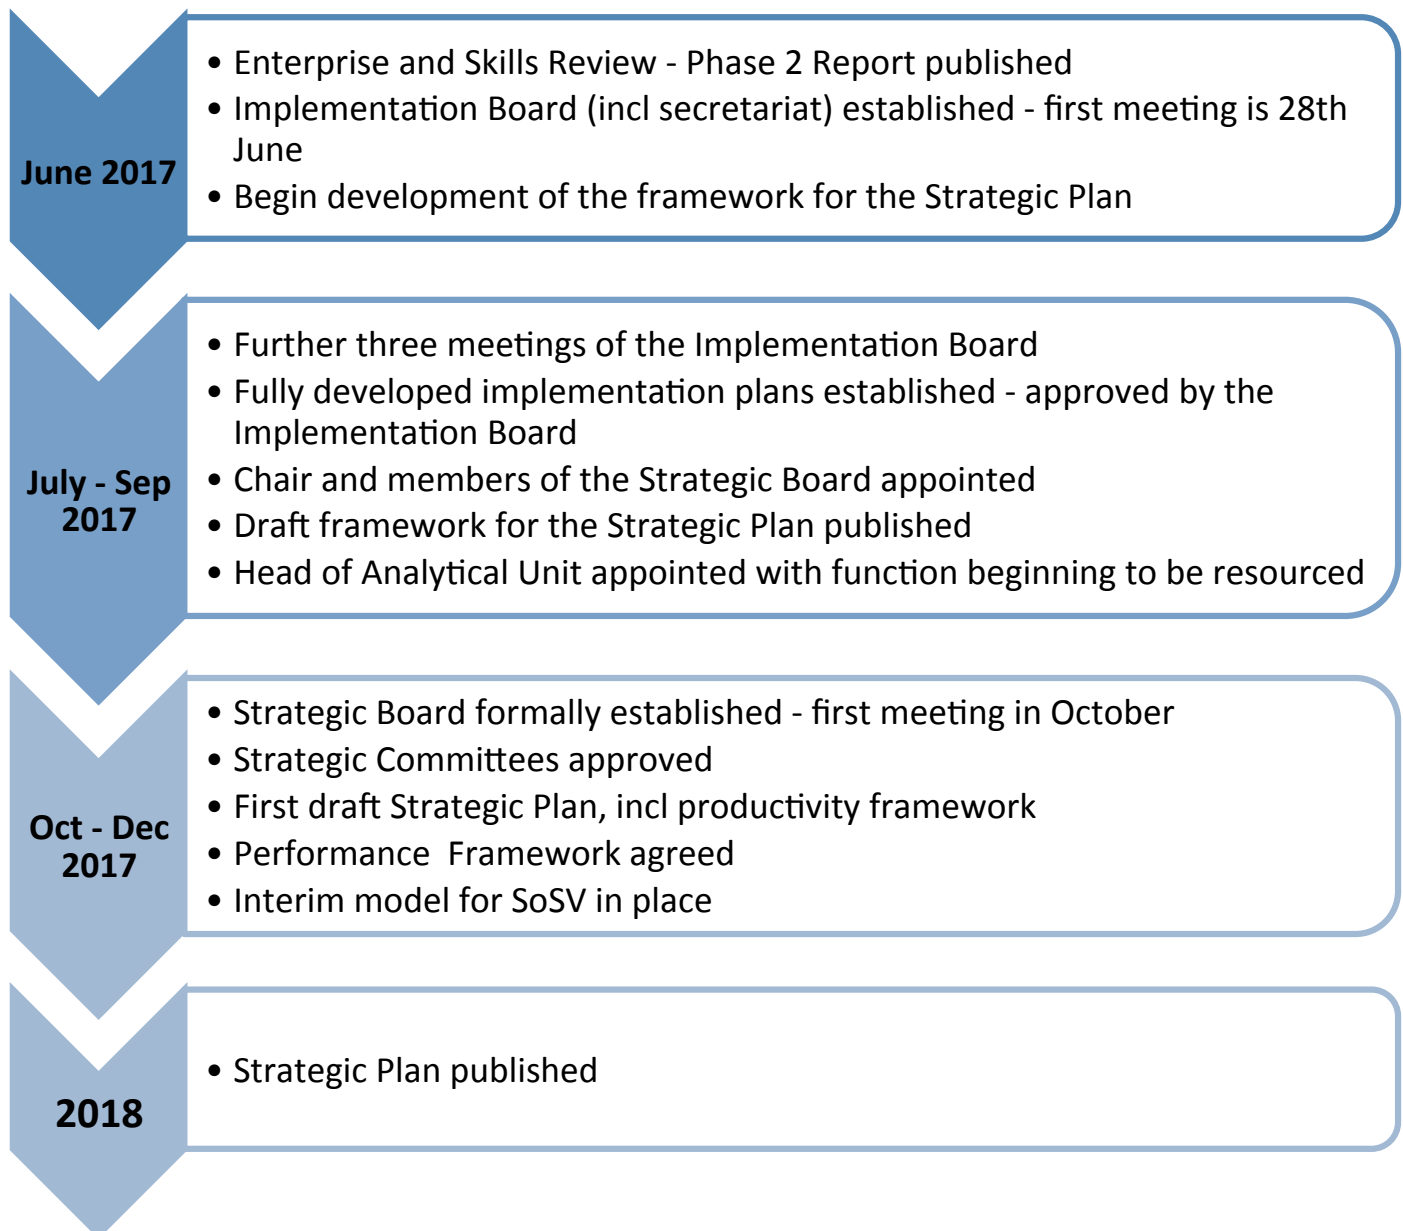 June 2017
• Enterprise and Skills Review - Phase 2 Report published
• Implementation Board (incl secretariat) established - first meeting is 28th
June
• Begin development of the framework for the Strategic Plan
July - Sep
2017
• Further three meetings of the Implementation Board
• Fully developed implementation plans established - approved by the
Implementation Board
• Chair and members of the Strategic Board appointed
• Draft framework for the Strategic Plan published
• Head of Analytical Unit appointed with function beginning to be resourced
Oct - Dec
2017
• Strategic Board formally established - first meeting in October
• Strategic Committees approved
• First draft Strategic Plan, incl productivity framework
• Performance  Framework agreed
• Interim model for SoSV in place
2018
• Strategic Plan published